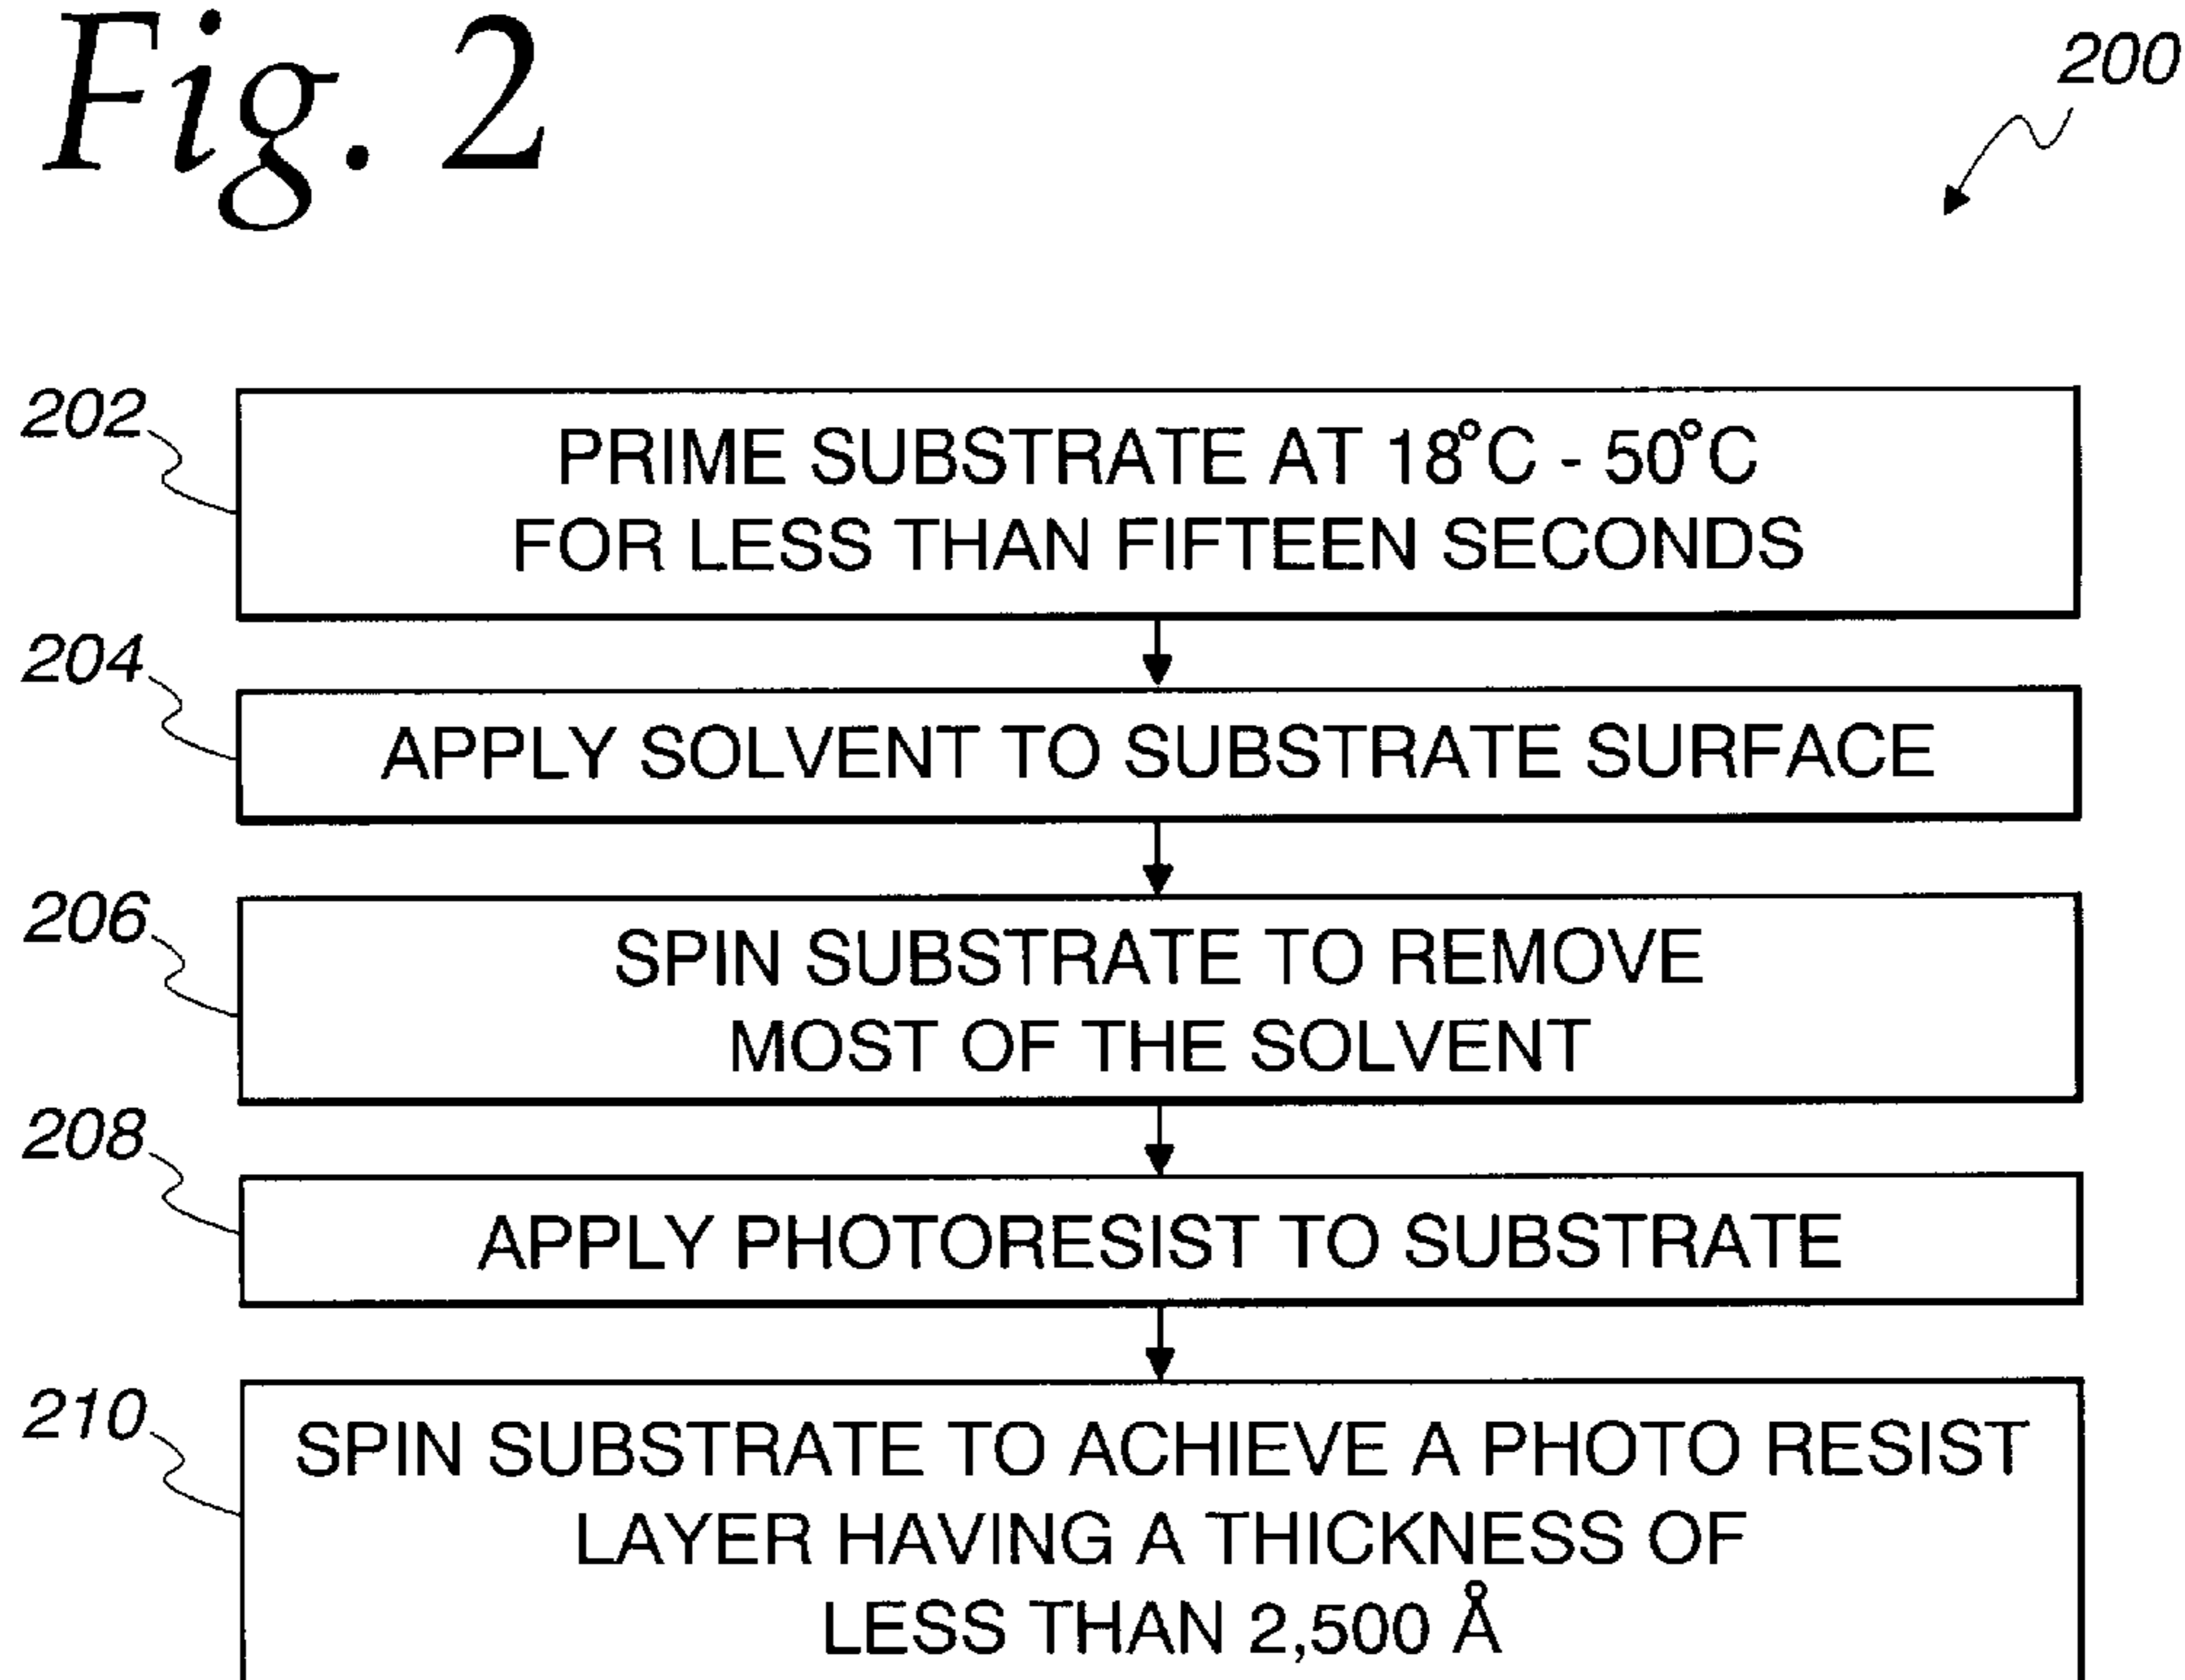 Fig. 2
200
202
PRIME SUBSTRATE AT 18°C - 50°C
FOR LESS THAN FIFTEEN SECONDS
204
APPLY SOLVENT TO SUBSTRATE SURFACE
206
SPIN SUBSTRATE TO REMOVE
MOST OF THE SOLVENT
208
APPLY PHOTORESIST TO SUBSTRATE
210
SPIN SUBSTRATE TO ACHIEVE A PHOTO RESIST
LAYER HAVING A THICKNESS OF
LESS THAN 2,500 Å